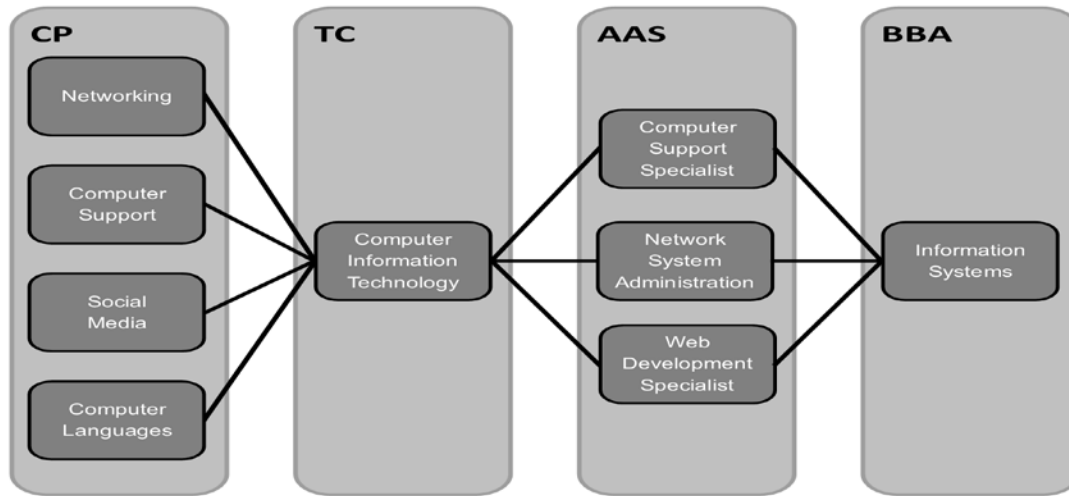 CP
Networking
Computer
Support
Social
Media
Computer
Languages
TC
Computer
Information
Technology
AAS
Computer
Support
Specialist
Network
System
Administration
Web
Development
Specialist
BBA
Information
Systems